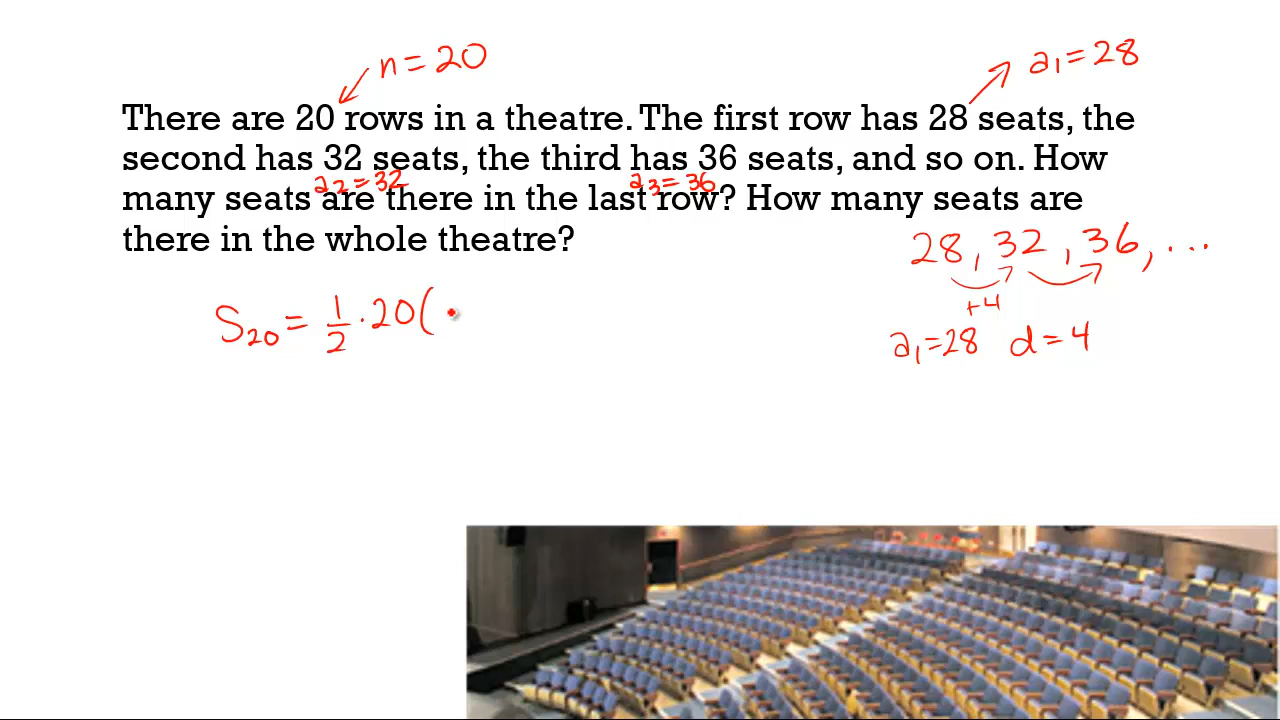 n = 20
a₁ = 28
There are 20 rows in a theatre. The first row has 28 seats, the
second has 32 seats, the third has 36 seats, and so on. How
a₂ = 32 a₃ = 36
many seats are there in the last row? How many seats are
there in the whole theatre?
28, 32, 36, ...
+4
S₂₀ = 1/2 · 20(
a₁ = 28 d = 4